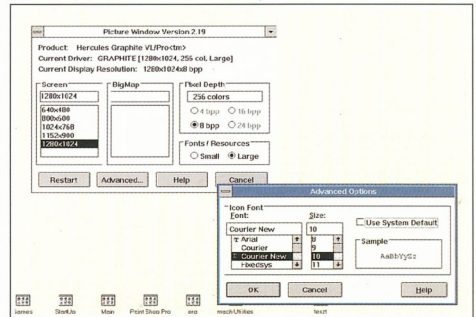 Picture Window Version 2.19
Product: Hercules Graphite VL/Pro<tm>
Current Driver: GRAPHITE [1280x1024, 256 col, Large]
Current Display Resolution: 1280x1024x8 bpp
Screen
1280x1024
640x480
800x600
1024x768
1152x900
1280x1024
BigMap
Pixel Depth
256 colors
4 bpp
16 bpp
8 bpp
24 bpp
Fonts / Resources
Small
Large
Restart
Advanced...
Help
Cancel
Advanced Options
Icon Font
Font:
Size:
Courier New
10
Arial
Courier
Courier New
Fixedsys
8
9
10
11
Use System Default
Sample
AaBbYyZz
OK
Cancel
Help
StartUp
Main
Paint Shop Pro